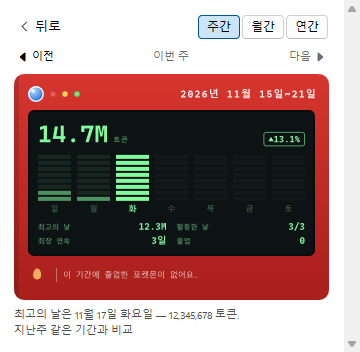 뒤로
주간 월간 연간
이전 이번 주 다음
2026년 11월 15일~21일
14.7M 토큰
▲13.1%
일 월 화 수 목 금 토
최고의 날 12.3M 활동한 날 3/3
최장 연속 3일 졸업 0
이 기간에 졸업한 포켓몬이 없어요.
최고의 날은 11월 17일 화요일 — 12,345,678 토큰.
지난주 같은 기간과 비교